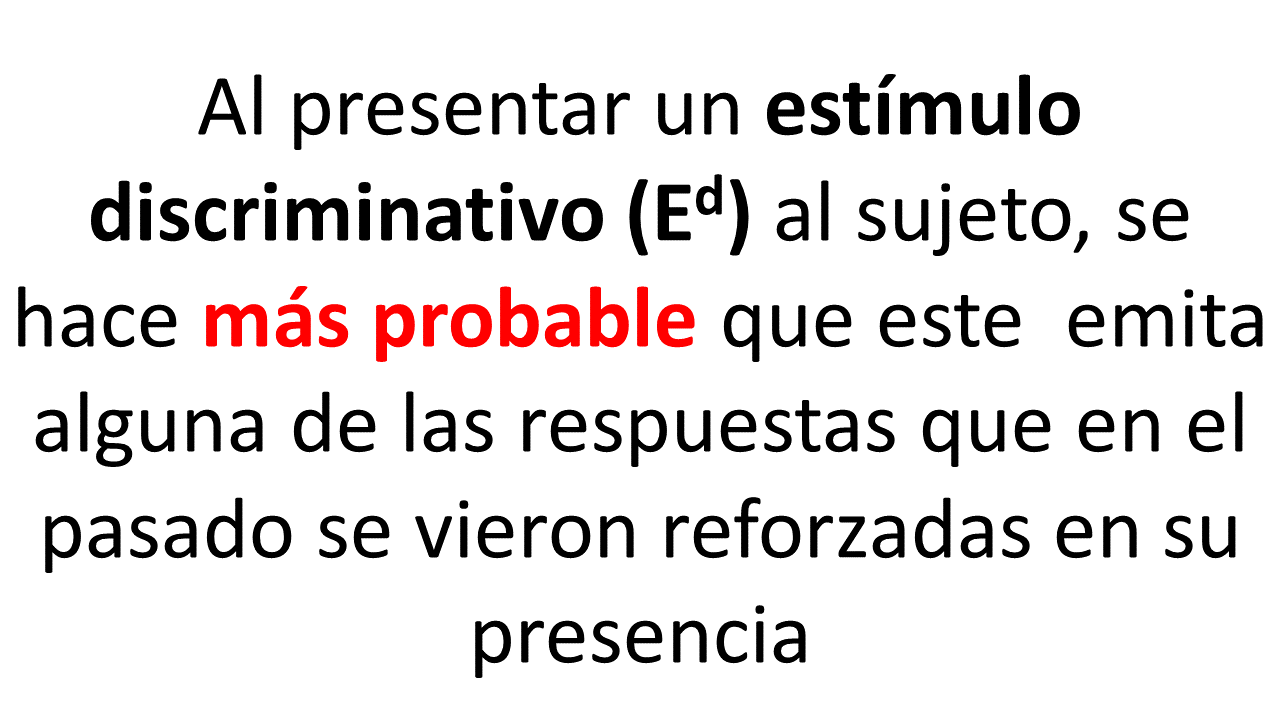 Al presentar un estímulo
discriminativo (Eᵈ) al sujeto, se
hace más probable que este  emita
alguna de las respuestas que en el
pasado se vieron reforzadas en su
presencia